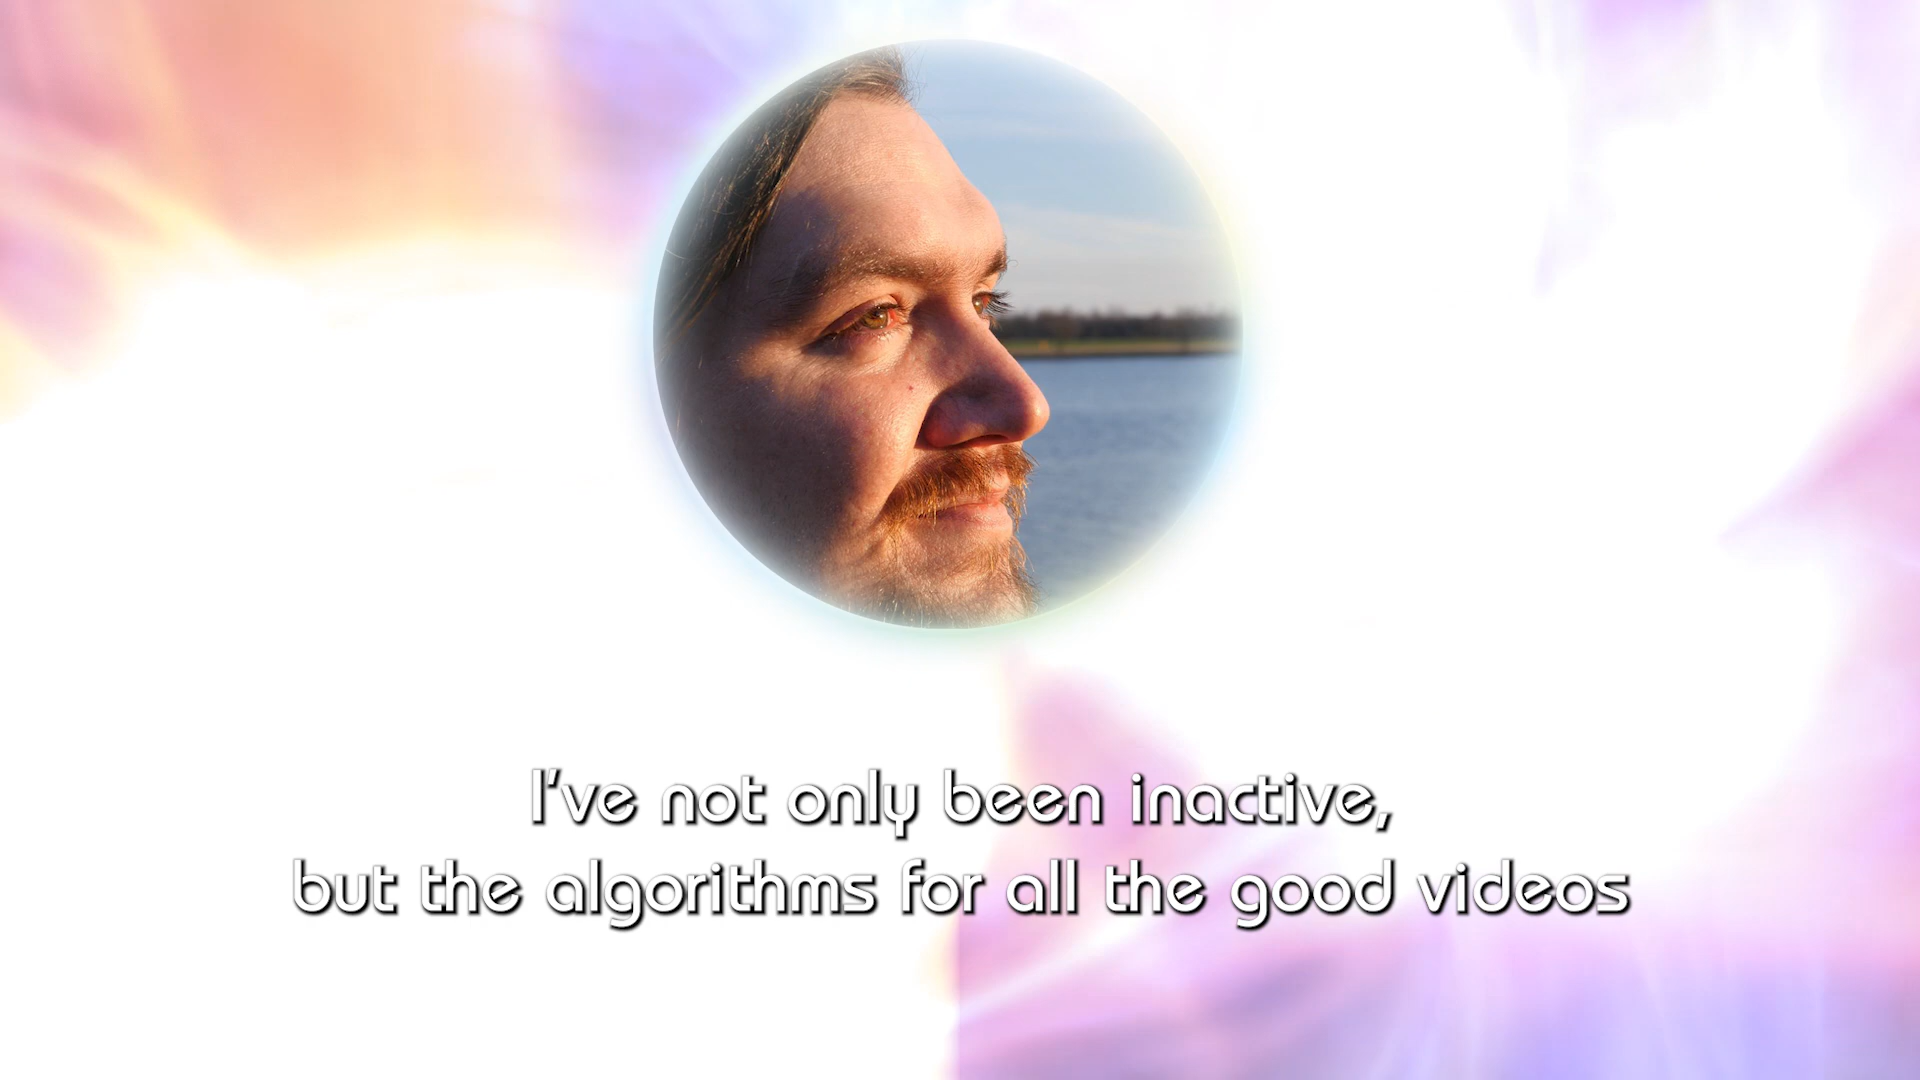 I've not only been inactive,
but the algorithms for all the good videos